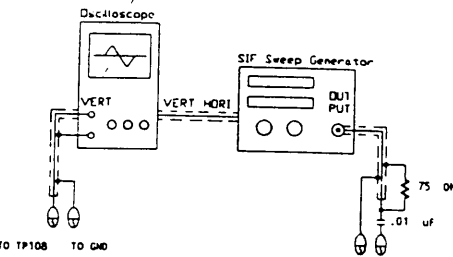 Oscilloscope
SIF Sweep Generator
VERT
VERT HORI
OUT
PUT
75
.01 uF
TO TP108
TO GND